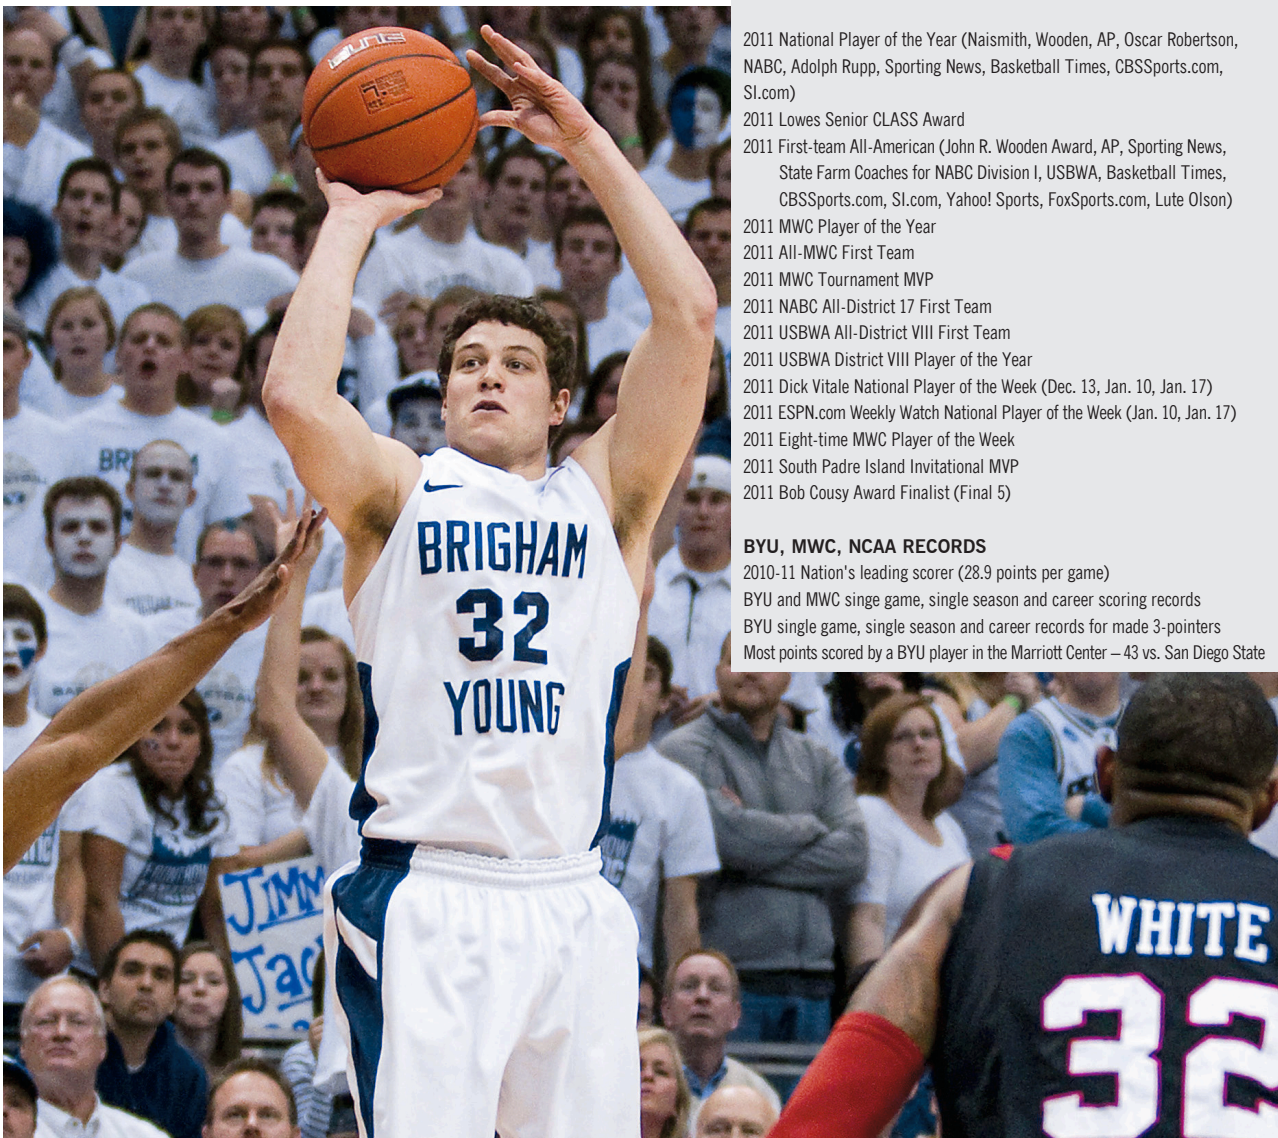 2011 National Player of the Year (Naismith, Wooden, AP, Oscar Robertson,
NABC, Adolph Rupp, Sporting News, Basketball Times, CBSSports.com,
SI.com)
2011 Lowes Senior CLASS Award
2011 First-team All-American (John R. Wooden Award, AP, Sporting News,
State Farm Coaches for NABC Division I, USBWA, Basketball Times,
CBSSports.com, SI.com, Yahoo! Sports, FoxSports.com, Lute Olson)
2011 MWC Player of the Year
2011 All-MWC First Team
2011 MWC Tournament MVP
2011 NABC All-District 17 First Team
2011 USBWA All-District VIII First Team
2011 USBWA District VIII Player of the Year
2011 Dick Vitale National Player of the Week (Dec. 13, Jan. 10, Jan. 17)
2011 ESPN.com Weekly Watch National Player of the Week (Jan. 10, Jan. 17)
2011 Eight-time MWC Player of the Week
2011 South Padre Island Invitational MVP
2011 Bob Cousy Award Finalist (Final 5)
BYU, MWC, NCAA RECORDS
2010-11 Nation's leading scorer (28.9 points per game)
BYU and MWC singe game, single season and career scoring records
BYU single game, single season and career records for made 3-pointers
Most points scored by a BYU player in the Marriott Center – 43 vs. San Diego State
BRIGHAM
32
YOUNG
JIMM
Jac
WHITE
32